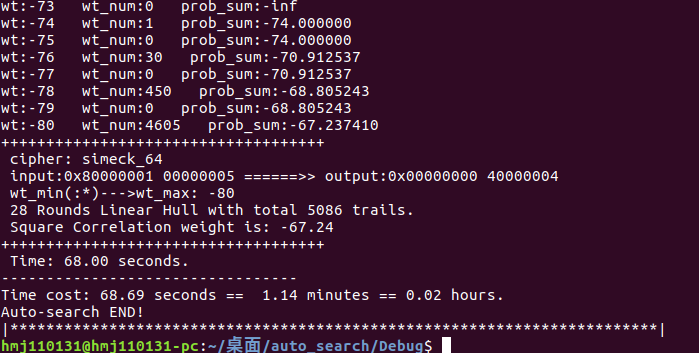 wt:-73   wt_num:0   prob_sum:-inf
wt:-74   wt_num:1   prob_sum:-74.000000
wt:-75   wt_num:0   prob_sum:-74.000000
wt:-76   wt_num:30   prob_sum:-70.912537
wt:-77   wt_num:0   prob_sum:-70.912537
wt:-78   wt_num:450   prob_sum:-68.805243
wt:-79   wt_num:0   prob_sum:-68.805243
wt:-80   wt_num:4605   prob_sum:-67.237410
++++++++++++++++++++++++++++++++++++
 cipher: simeck_64
 input:0x80000001 00000005 ======>> output:0x00000000 40000004
 wt_min(:*)--->wt_max: -80
 28 Rounds Linear Hull with total 5086 trails.
 Square Correlation weight is: -67.24
++++++++++++++++++++++++++++++++++++
 Time: 68.00 seconds.
---------------------------------
Time cost: 68.69 seconds ==  1.14 minutes == 0.02 hours.
Auto-search END!
|************************************************************************|
hmj110131@hmj110131-pc:~/桌面/auto_search/Debug$